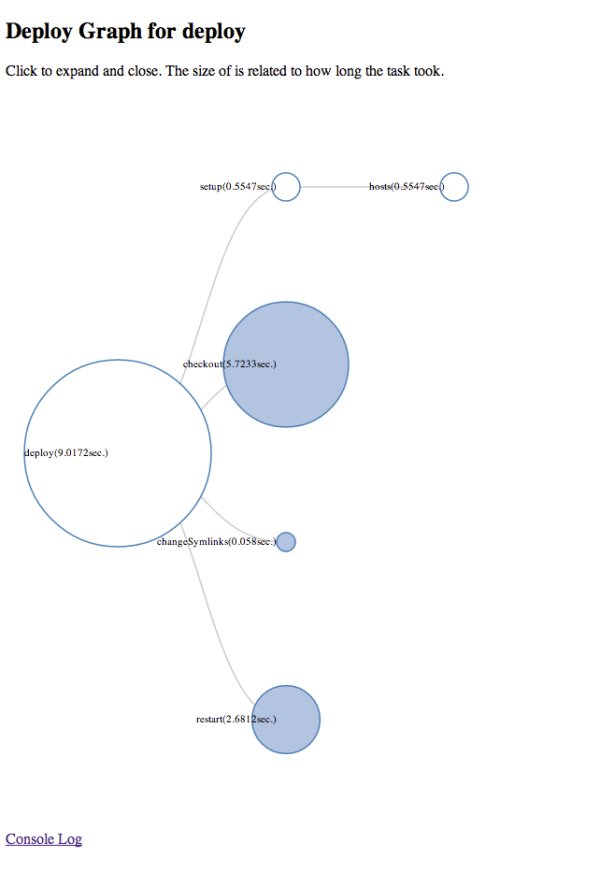 Deploy Graph for deploy
Click to expand and close. The size of is related to how long the task took.
setup(0.5547sec.)
hosts(0.5547sec.)
checkout(5.7233sec.)
deploy(9.0172sec.)
changeSymlinks(0.058sec.)
restart(2.6812sec.)
Console Log